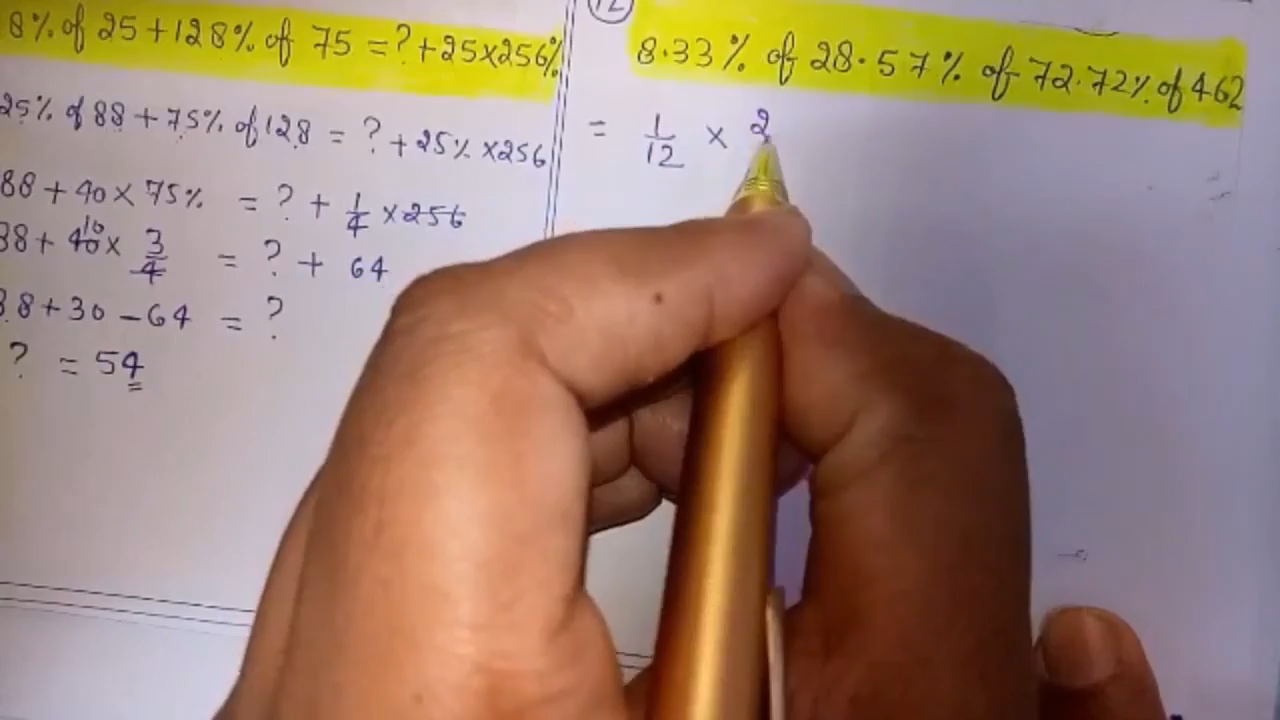 8% of 25 + 128% of 75 = ? + 25 × 256%
25% of 88 + 75% of 128 = ? + 25% × 256
88 + 40 × 75% = ? + 1/4 × 256
88 + 40 10 × 3/4 = ? + 64
88 + 30 - 64 = ?
? = 54
12
8.33% of 28.57% of 72.72% of 462
= 1/12 × 2